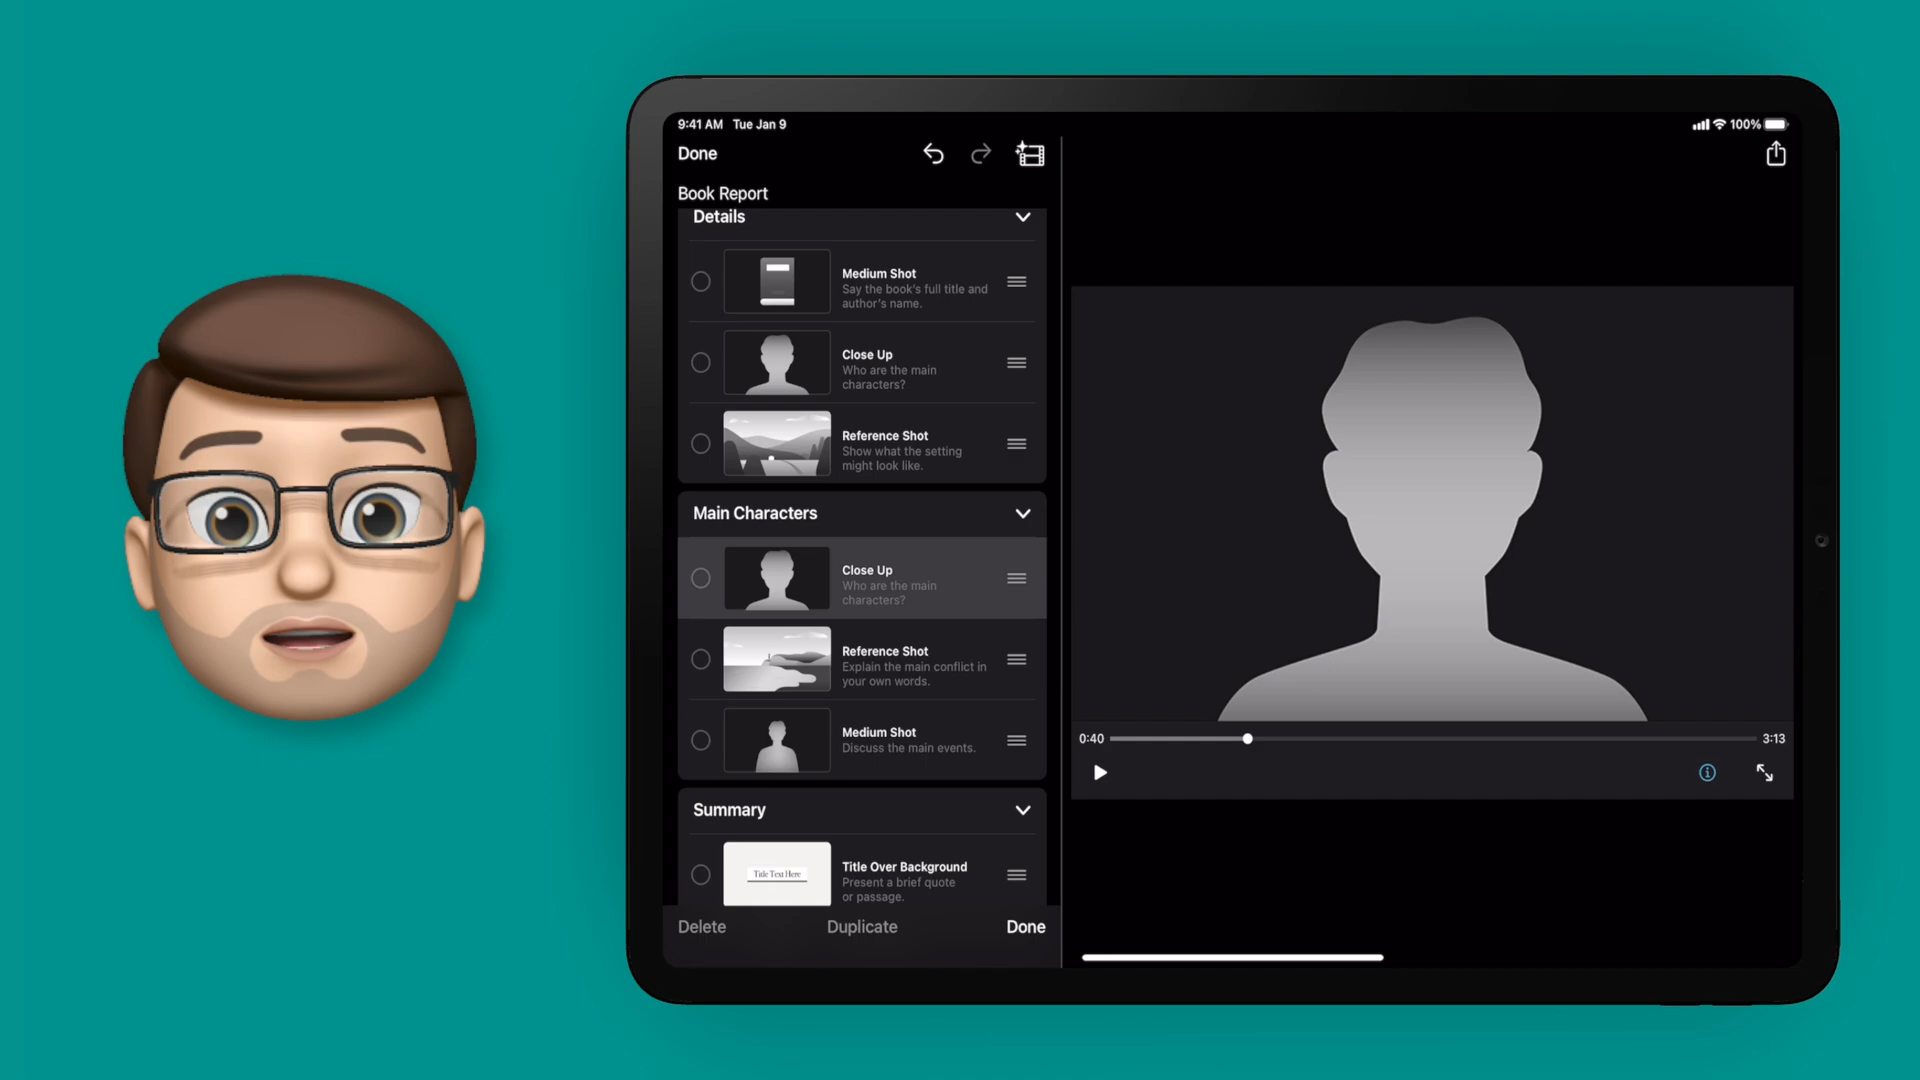 9:41 AM Tue Jan 9
100%
Done
Book Report
Details
Medium Shot
Say the book's full title and
author's name.
Close Up
Who are the main
characters?
Reference Shot
Show what the setting
might look like.
Main Characters
Close Up
Who are the main
characters?
Reference Shot
Explain the main conflict in
your own words.
Medium Shot
Discuss the main events.
Summary
Title Text Here
Title Over Background
Present a brief quote
or passage.
Delete Duplicate Done
0:40 3:13